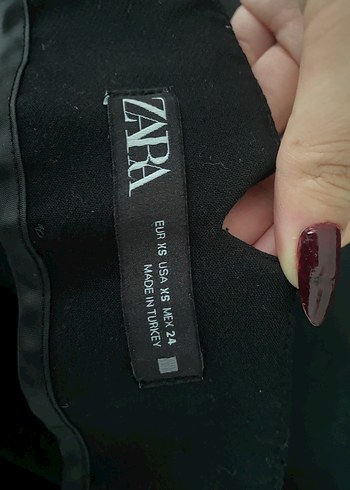 ZARA
EUR XS USA XS MEX 24
MADE IN TURKEY